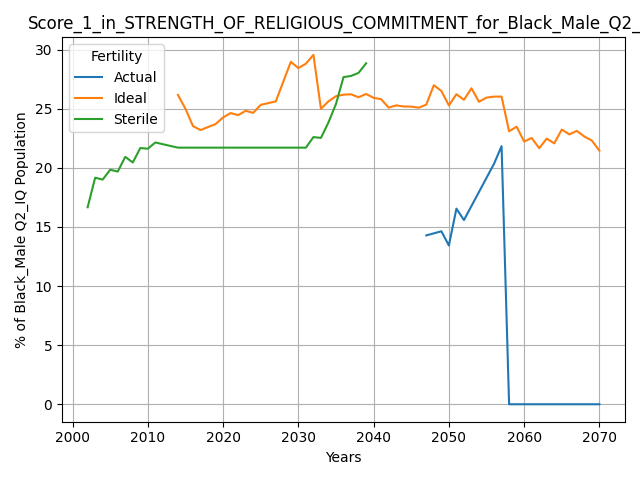 Score_1_in_STRENGTH_OF_RELIGIOUS_COMMITMENT_for_Black_Male_Q2_
Fertility
Actual
Ideal
Sterile
% of Black_Male Q2_IQ Population
30
25
20
15
10
5
0
2000 2010 2020 2030 2040 2050 2060 2070
Years